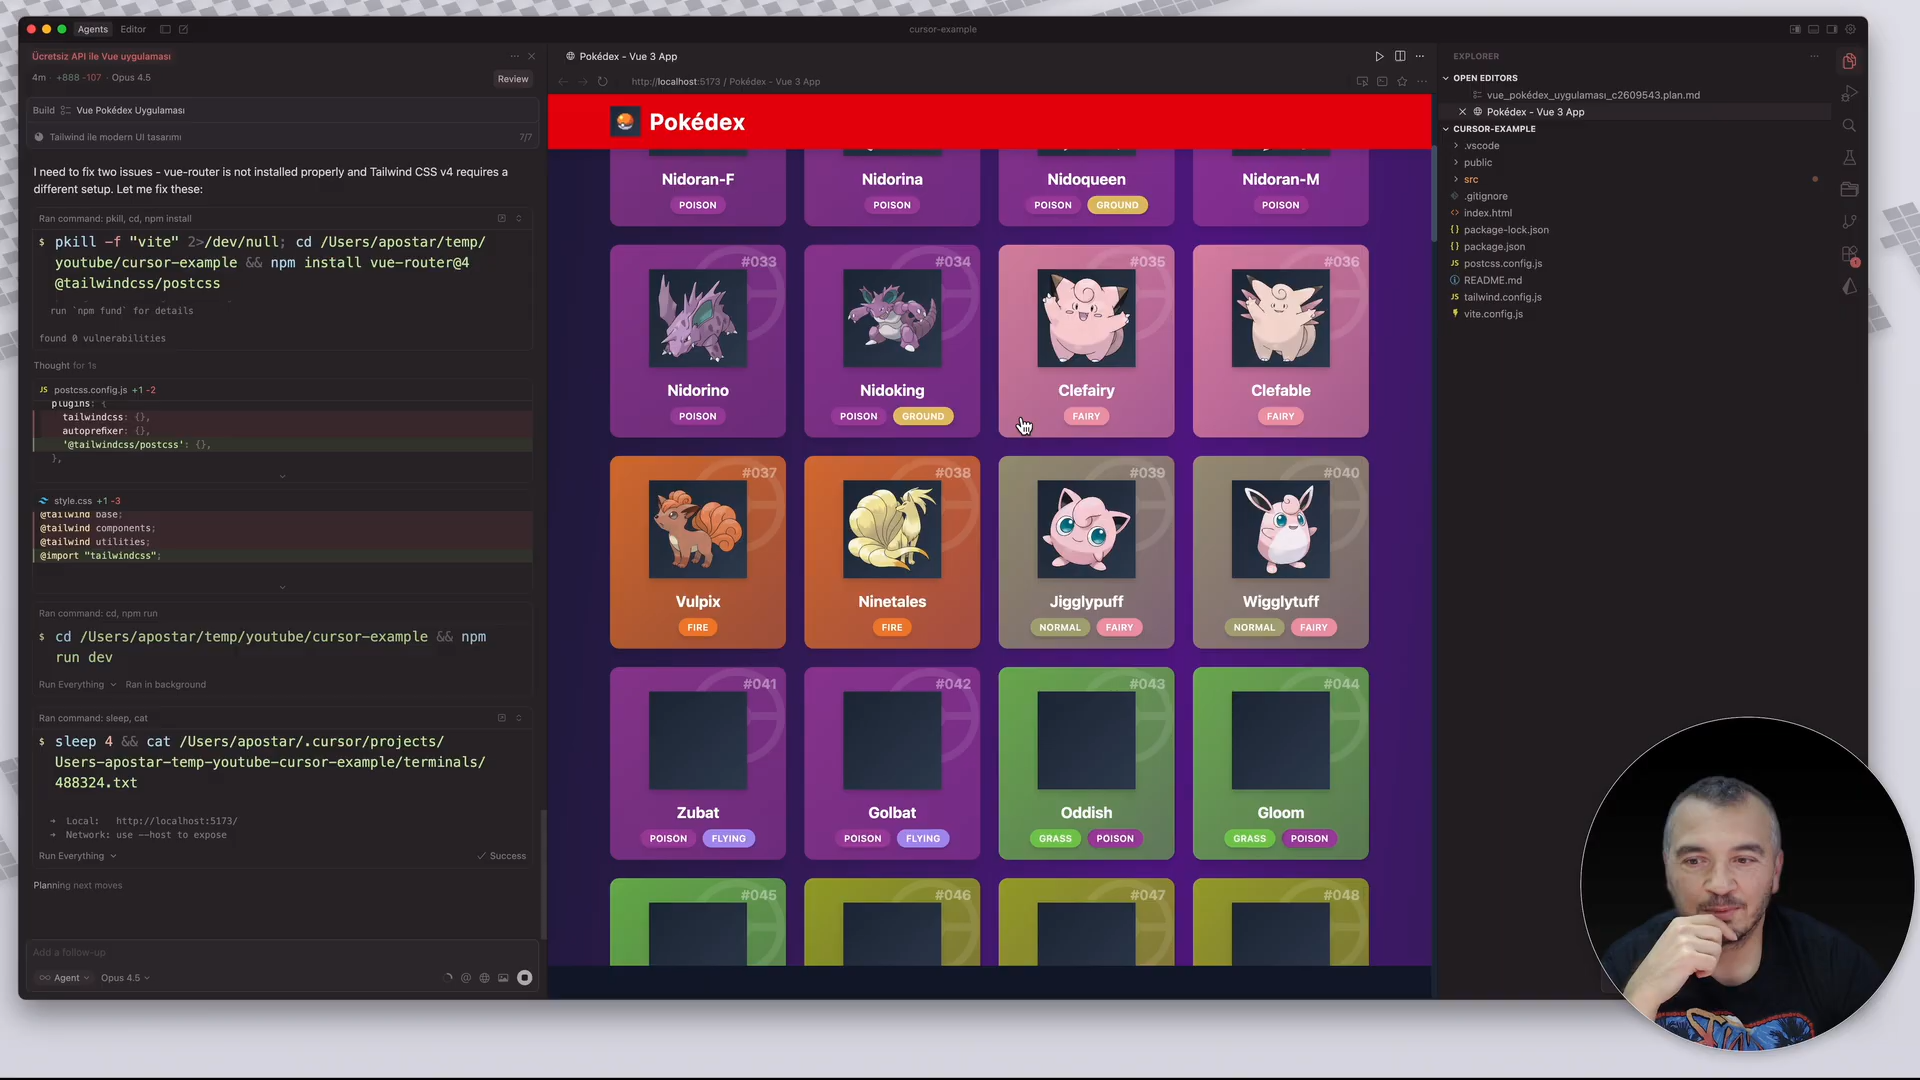 Agents
Editor
cursor-example
Ücretsiz API ile Vue uygulaması
4m · +888 -107 · Opus 4.5
Review
Build Vue Pokédex Uygulaması
Tailwind ile modern UI tasarımı 7/7
I need to fix two issues - vue-router is not installed properly and Tailwind CSS v4 requires a
different setup. Let me fix these:
Ran command: pkill, cd, npm install
$ pkill -f "vite" 2>/dev/null; cd /Users/apostar/temp/
youtube/cursor-example && npm install vue-router@4
@tailwindcss/postcss
run `npm fund` for details
found 0 vulnerabilities
Thought for 1s
JS postcss.config.js +1 -2
plugins: {
tailwindcss: {},
autoprefixer: {},
'@tailwindcss/postcss': {},
},
style.css +1 -3
@tailwind base;
@tailwind components;
@tailwind utilities;
@import "tailwindcss";
Ran command: cd, npm run
$ cd /Users/apostar/temp/youtube/cursor-example && npm
run dev
Run Everything Ran in background
Ran command: sleep, cat
$ sleep 4 && cat /Users/apostar/.cursor/projects/
Users-apostar-temp-youtube-cursor-example/terminals/
488324.txt
➜ Local: http://localhost:5173/
➜ Network: use --host to expose
Run Everything Success
Planning next moves
Add a follow-up
Agent Opus 4.5
Pokédex - Vue 3 App
http://localhost:5173 / Pokédex - Vue 3 App
Pokédex
Nidoran-F
POISON
Nidorina
POISON
Nidoqueen
POISON GROUND
Nidoran-M
POISON
#033
Nidorino
POISON
#034
Nidoking
POISON GROUND
#035
Clefairy
FAIRY
#036
Clefable
FAIRY
#037
Vulpix
FIRE
#038
Ninetales
FIRE
#039
Jigglypuff
NORMAL FAIRY
#040
Wigglytuff
NORMAL FAIRY
#041
Zubat
POISON FLYING
#042
Golbat
POISON FLYING
#043
Oddish
GRASS POISON
#044
Gloom
GRASS POISON
#045
#046
#047
#048
EXPLORER
OPEN EDITORS
vue_pokédex_uygulaması_c2609543.plan.md
Pokédex - Vue 3 App
CURSOR-EXAMPLE
.vscode
public
src
.gitignore
index.html
package-lock.json
package.json
JS postcss.config.js
README.md
JS tailwind.config.js
vite.config.js
1